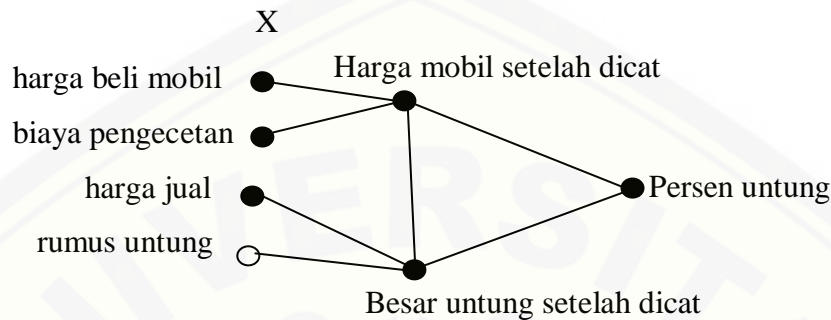 X
harga beli mobil
Harga mobil setelah dicat
biaya pengecetan
harga jual
Persen untung
rumus untung
Besar untung setelah dicat
VERSIT